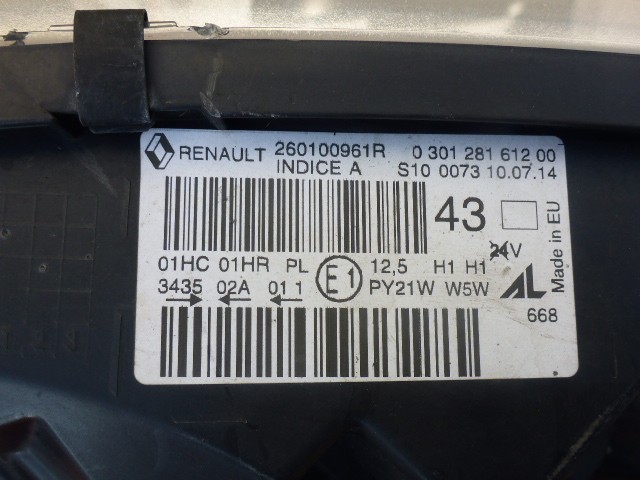 RENAULT 260100961R 0 301 281 612 00
INDICE A S10 0073 10.07.14
43
Made in EU
24V
01HC 01HR PL E1 12,5 H1 H1
3435 02A 01 1 PY21W W5W AL
668